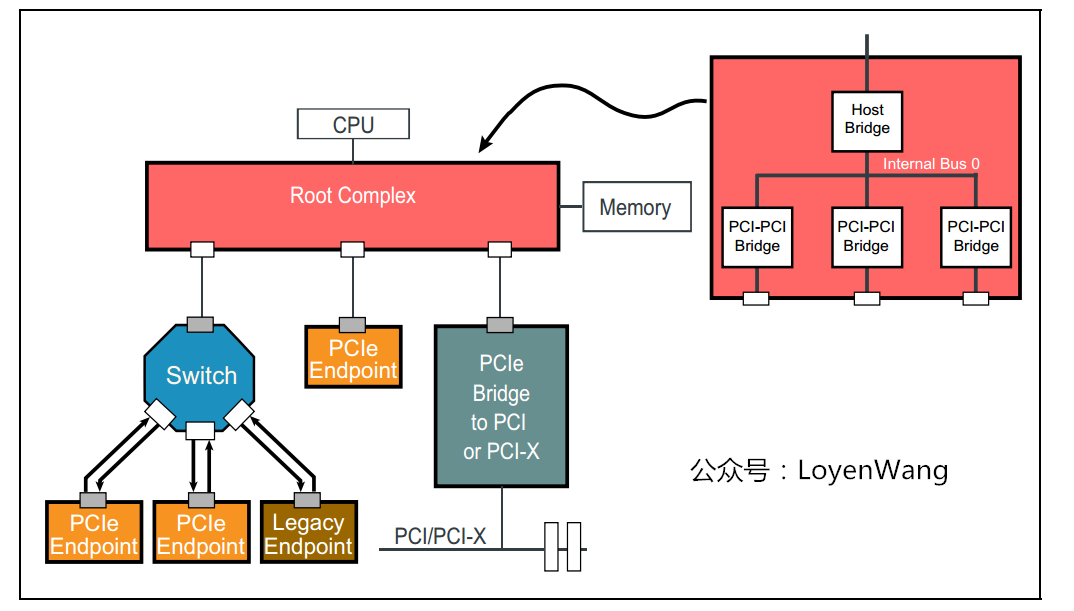 CPU
Root Complex
Memory
Host
Bridge
Internal Bus 0
PCI-PCI
Bridge
PCI-PCI
Bridge
PCI-PCI
Bridge
Switch
PCIe
Endpoint
PCIe
Bridge
to PCI
or PCI-X
PCIe
Endpoint
PCIe
Endpoint
Legacy
Endpoint
PCI/PCI-X
公众号：LoyenWang